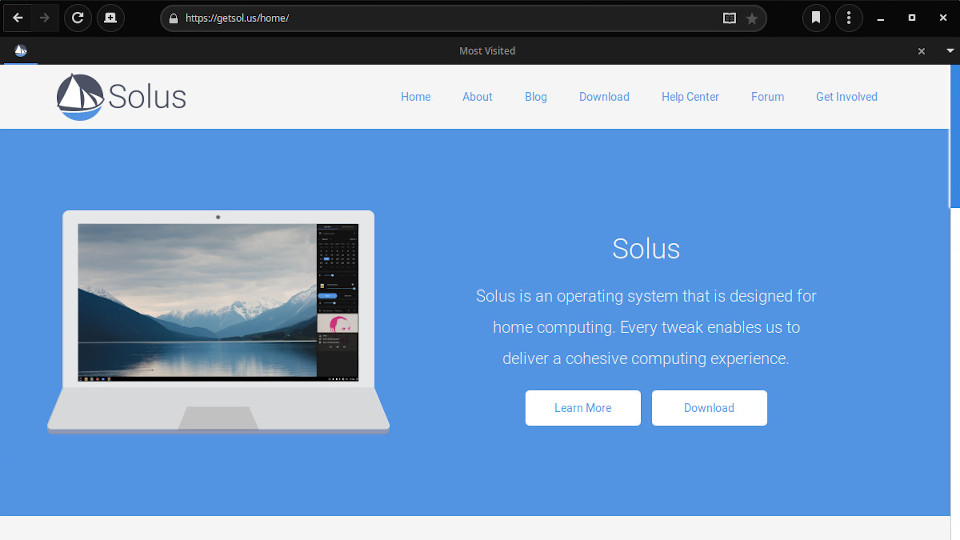 https://getsol.us/home/
Most Visited
Solus
Home About Blog Download Help Center Forum Get Involved
Solus
Solus is an operating system that is designed for
home computing. Every tweak enables us to
deliver a cohesive computing experience.
Learn More Download